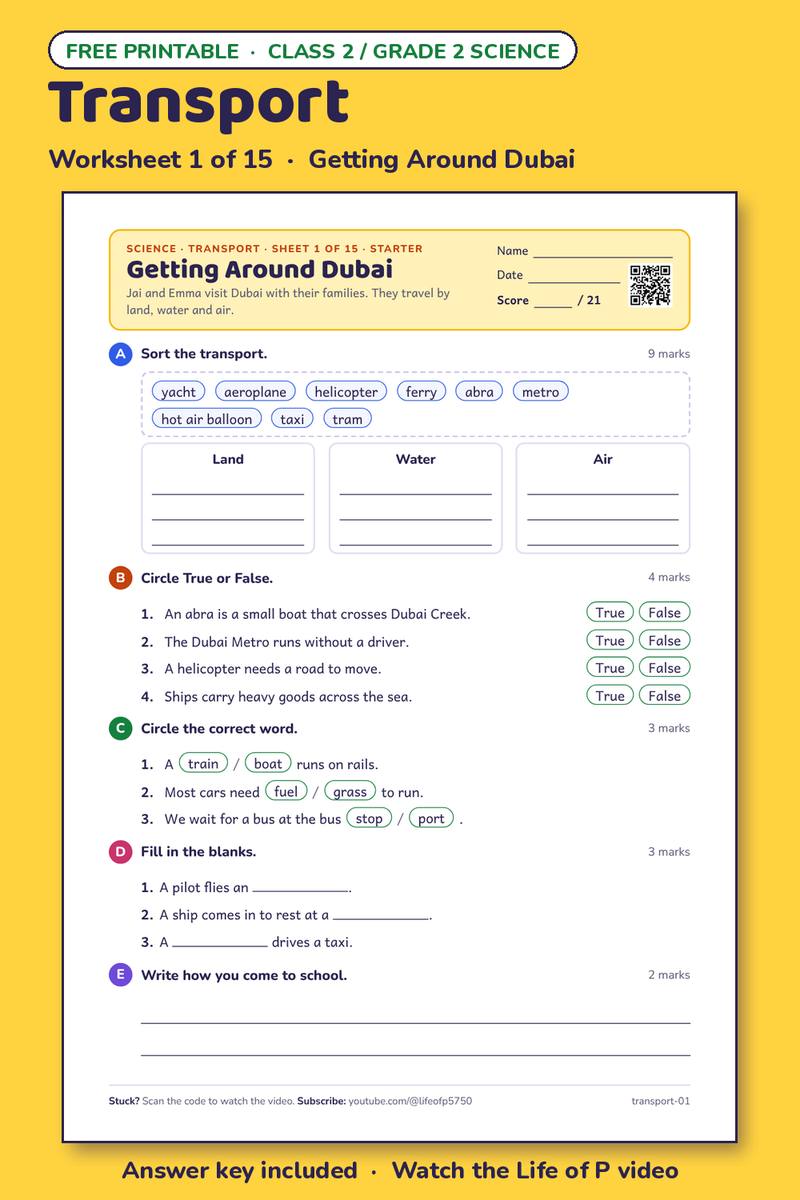 FREE PRINTABLE · CLASS 2 / GRADE 2 SCIENCE
Transport
Worksheet 1 of 15 · Getting Around Dubai
SCIENCE · TRANSPORT · SHEET 1 OF 15 · STARTER
Getting Around Dubai
Jai and Emma visit Dubai with their families. They travel by
land, water and air.
Name
Date
Score / 21
A Sort the transport. 9 marks
yacht aeroplane helicopter ferry abra metro
hot air balloon taxi tram
Land Water Air
B Circle True or False. 4 marks
1. An abra is a small boat that crosses Dubai Creek. True False
2. The Dubai Metro runs without a driver. True False
3. A helicopter needs a road to move. True False
4. Ships carry heavy goods across the sea. True False
C Circle the correct word. 3 marks
1. A train / boat runs on rails.
2. Most cars need fuel / grass to run.
3. We wait for a bus at the bus stop / port .
D Fill in the blanks. 3 marks
1. A pilot flies an ____________.
2. A ship comes in to rest at a ____________.
3. A ____________ drives a taxi.
E Write how you come to school. 2 marks
Stuck? Scan the code to watch the video. Subscribe: youtube.com/@lifeofp5750 transport-01
Answer key included · Watch the Life of P video